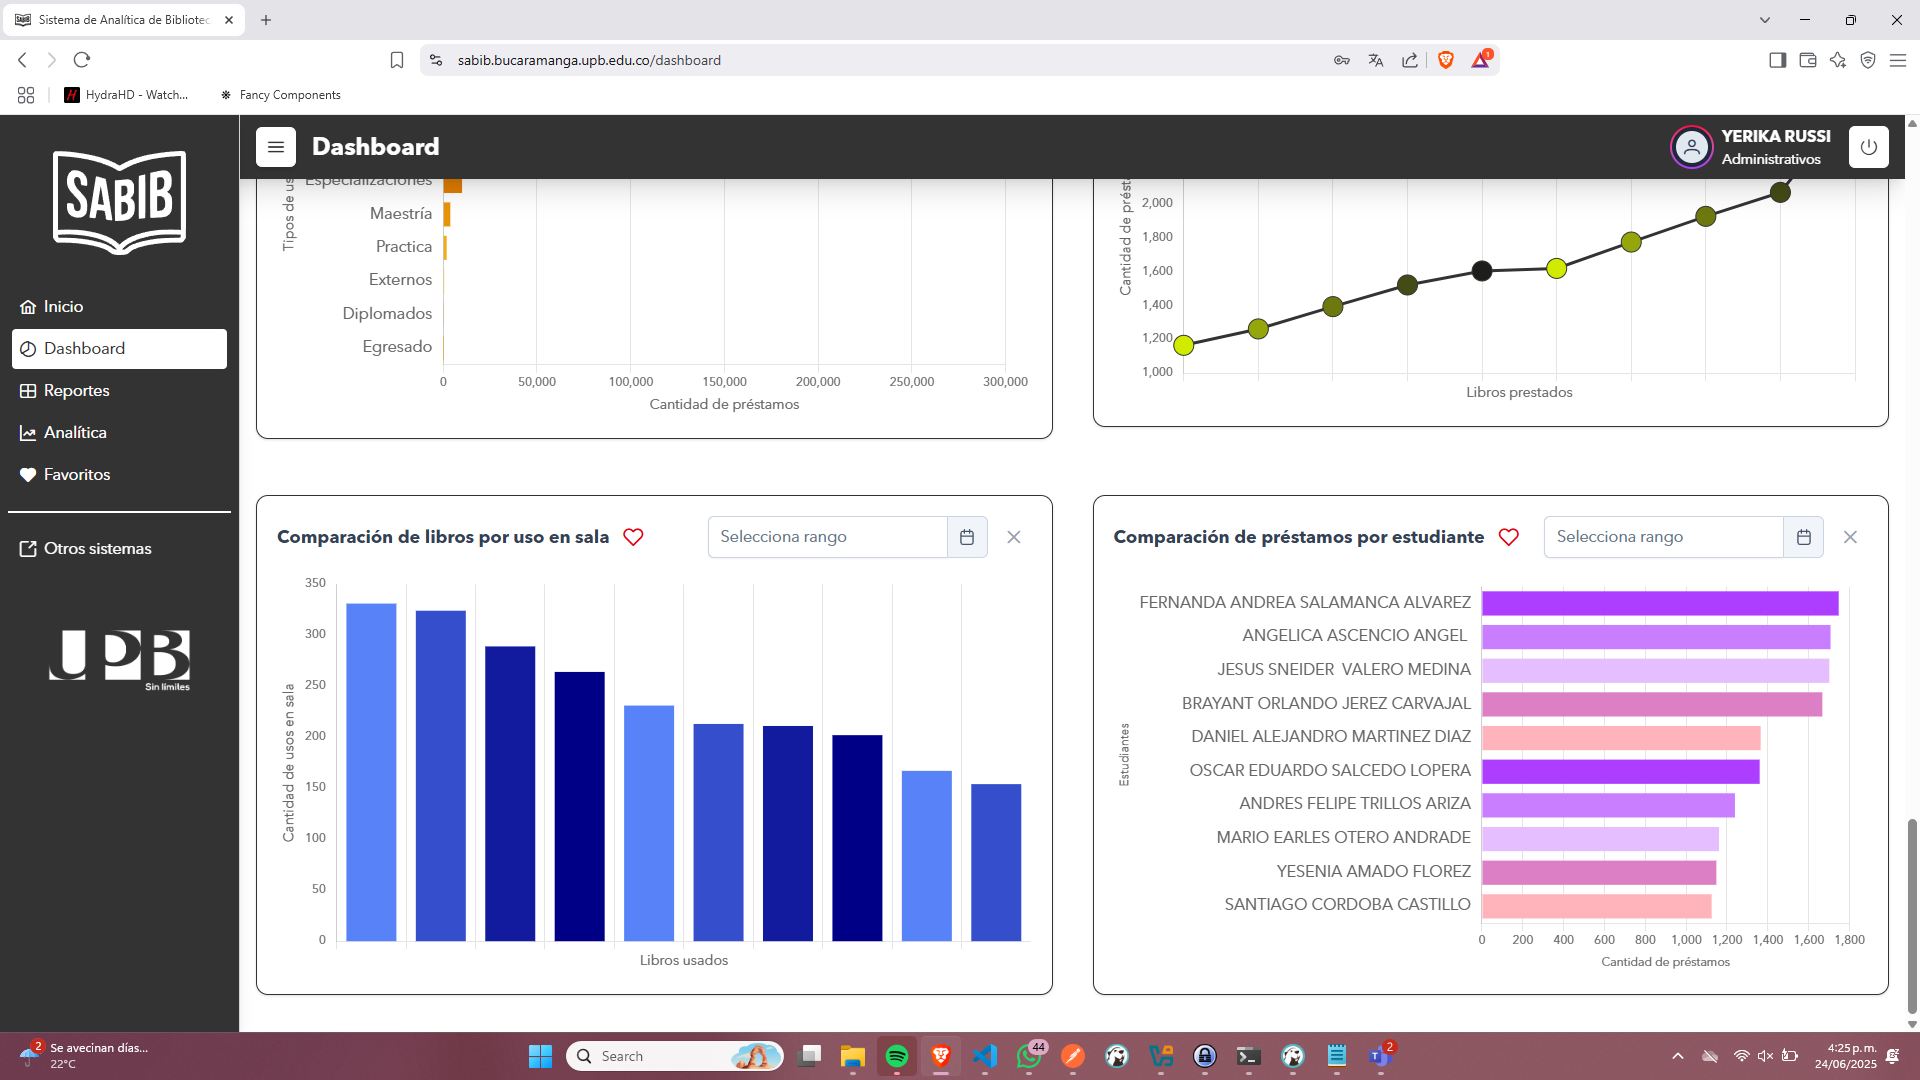 Sistema de Analítica de Bibliotec
sabib.bucaramanga.upb.edu.co/dashboard
1
HydraHD - Watch...
Fancy Components
SABIB
Dashboard
YERIKA RUSSI
Administrativos
Inicio
Dashboard
Reportes
Analítica
Favoritos
Otros sistemas
UPB
Sin límites
Tipos de us
Especializaciones
Maestría
Practica
Externos
Diplomados
Egresado
0 50,000 100,000 150,000 200,000 250,000 300,000
Cantidad de préstamos
Cantidad de présta
2,000
1,800
1,600
1,400
1,200
1,000
Libros prestados
Comparación de libros por uso en sala
Selecciona rango
Cantidad de usos en sala
350
300
250
200
150
100
50
0
Libros usados
Comparación de préstamos por estudiante
Selecciona rango
Estudiantes
FERNANDA ANDREA SALAMANCA ALVAREZ
ANGELICA ASCENCIO ANGEL
JESUS SNEIDER VALERO MEDINA
BRAYANT ORLANDO JEREZ CARVAJAL
DANIEL ALEJANDRO MARTINEZ DIAZ
OSCAR EDUARDO SALCEDO LOPERA
ANDRES FELIPE TRILLOS ARIZA
MARIO EARLES OTERO ANDRADE
YESENIA AMADO FLOREZ
SANTIAGO CORDOBA CASTILLO
0 200 400 600 800 1,000 1,200 1,400 1,600 1,800
Cantidad de préstamos
2
Se avecinan días...
22°C
Search
44
2
4:25 p. m.
24/06/2025